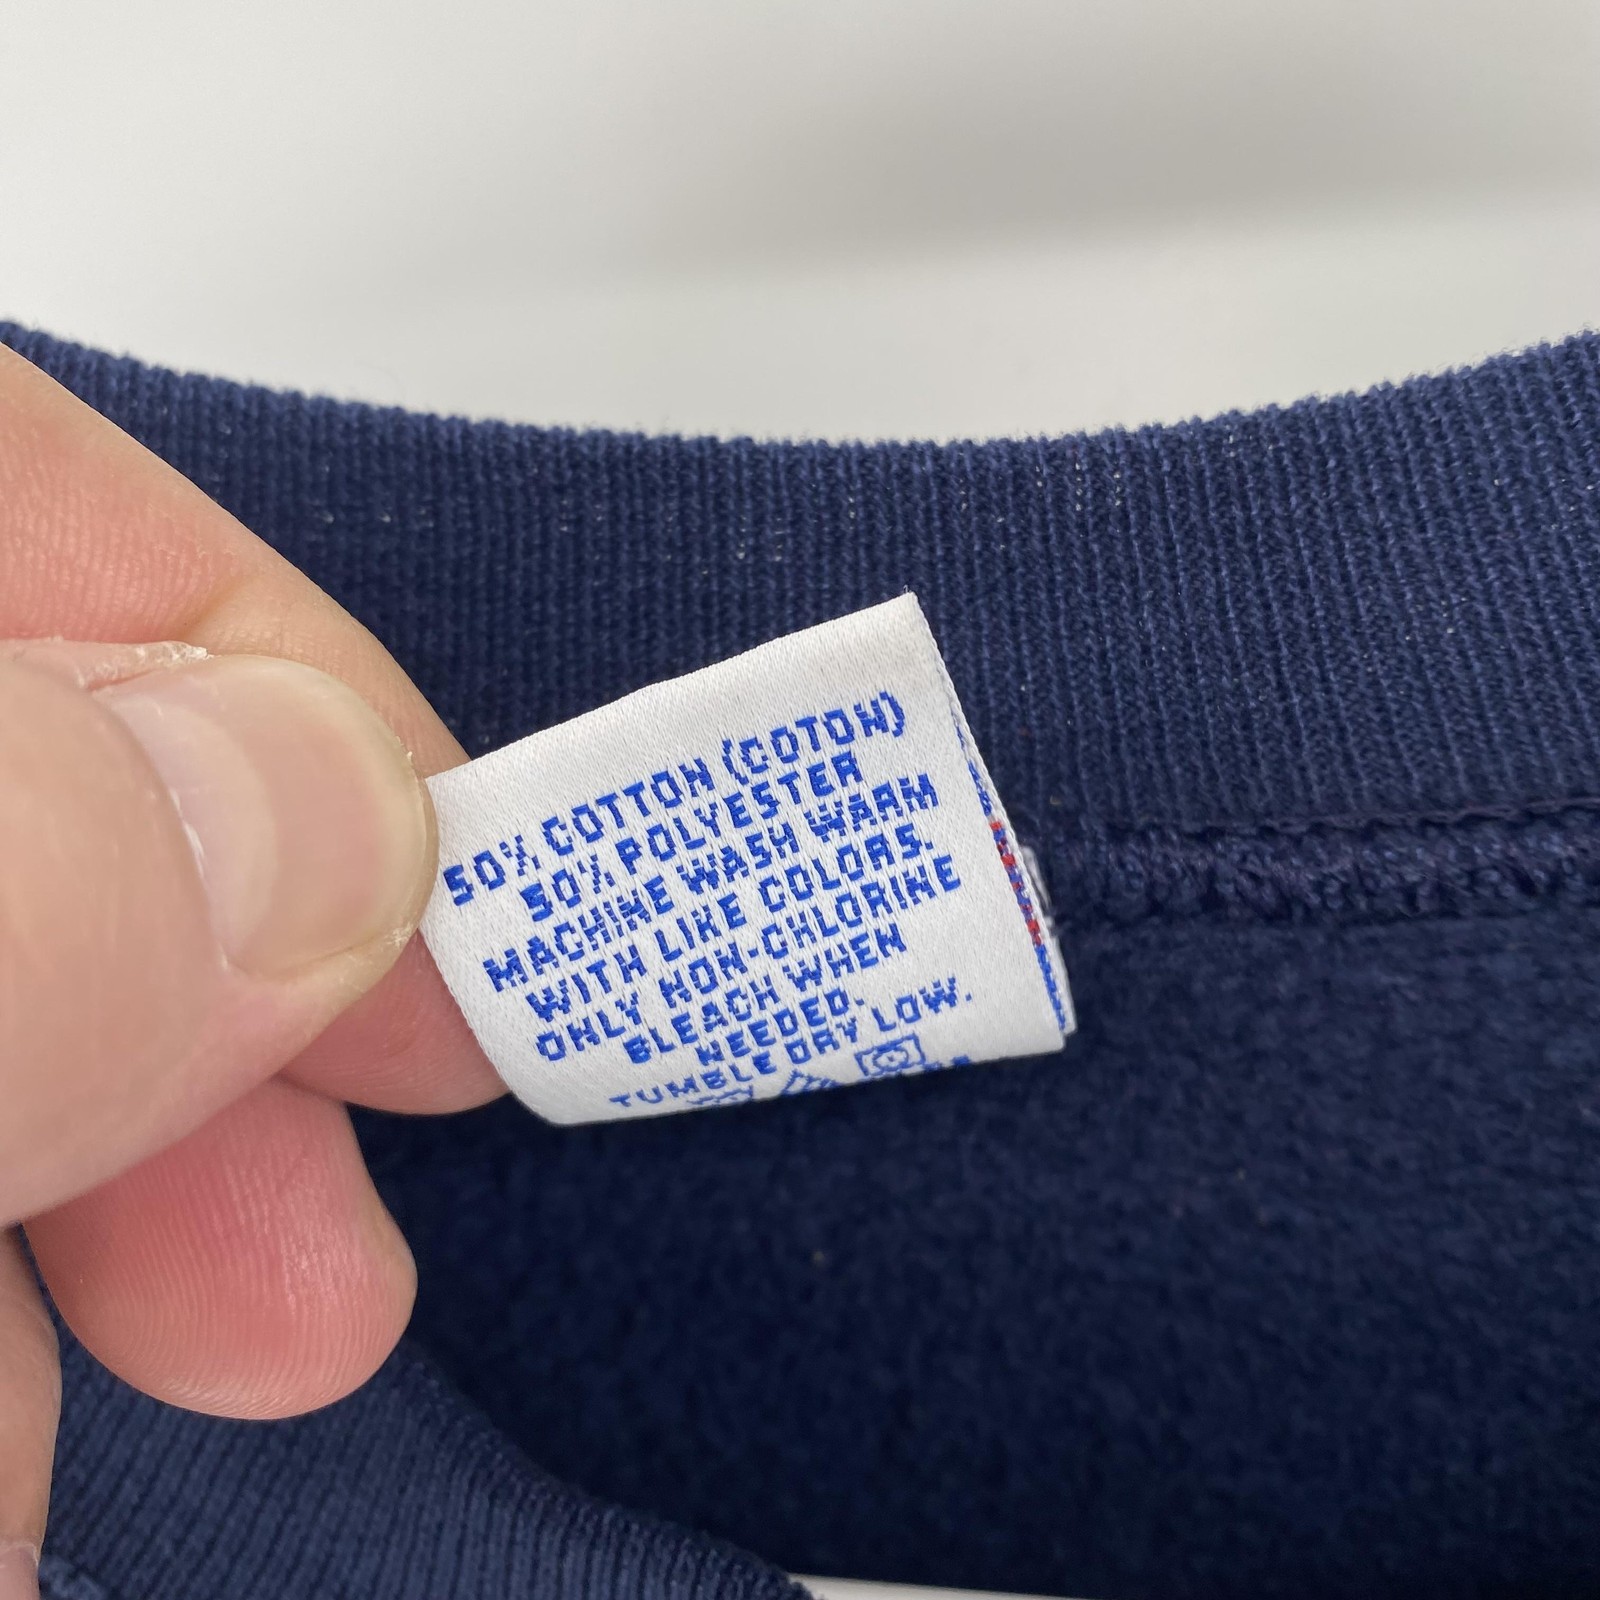 50% COTTON (COTON)
50% POLYESTER
MACHINE WASH WARM
WITH LIKE COLORS.
ONLY NON-CHLORINE
BLEACH WHEN
NEEDED.
TUMBLE DRY LOW.